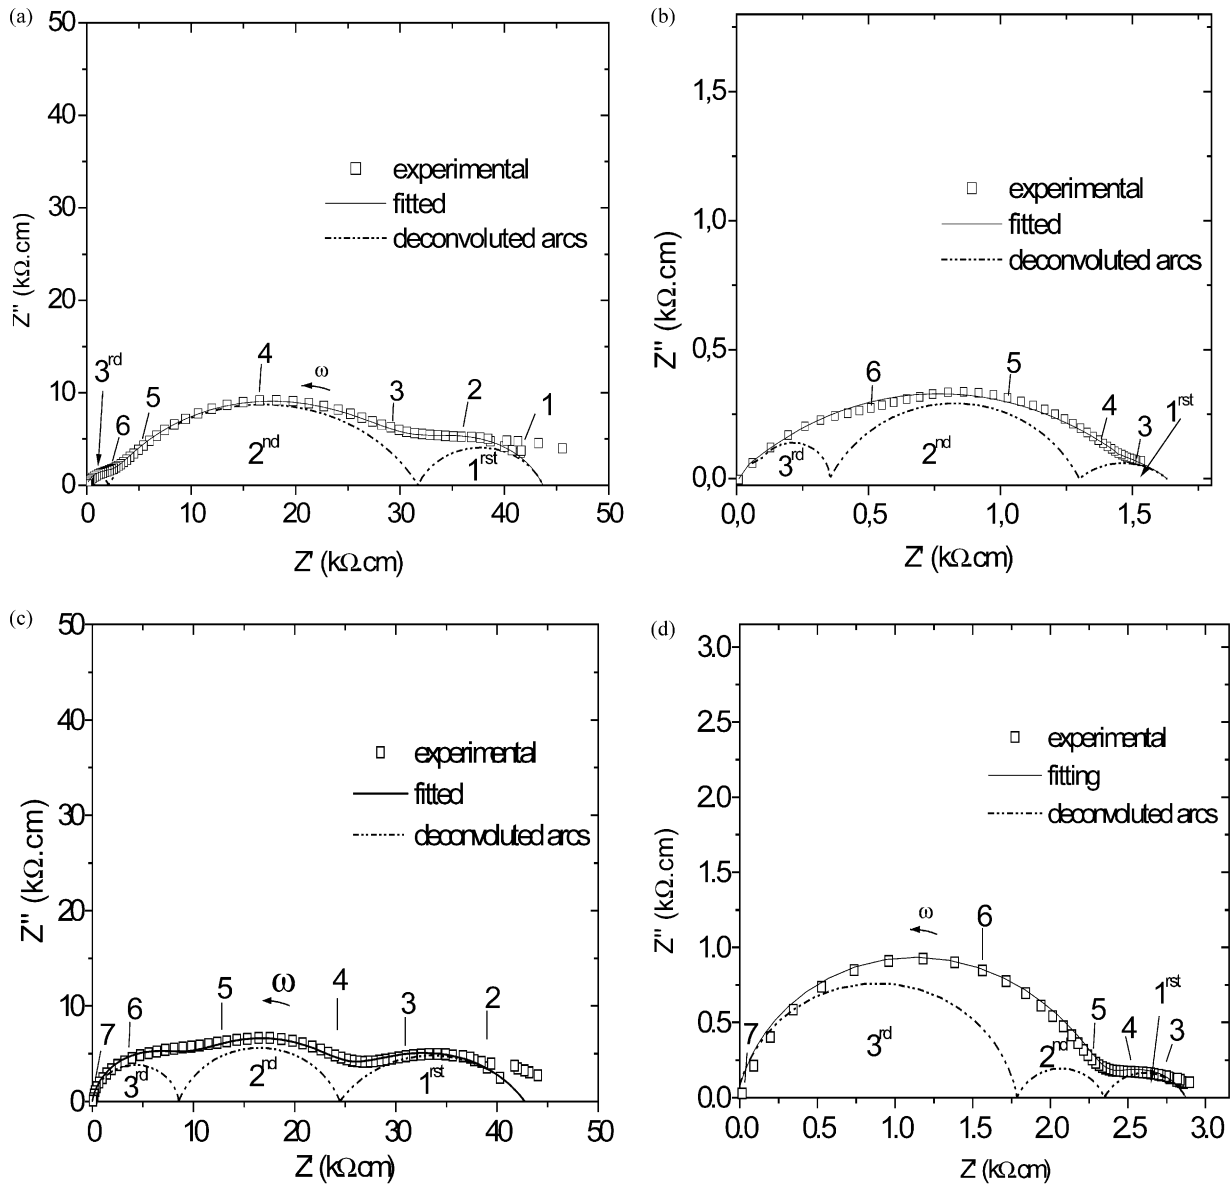 (a)
50
40
30
20
10
0
Z'' (kΩ.cm)
experimental
fitted
deconvoluted arcs
3rd
6
5
4
ω
3
2
1
2nd
1rst
0
10
20
30
40
50
Z' (kΩ.cm)
(b)
1,5
1,0
0,5
0,0
Z'' (kΩ.cm)
experimental
fitted
deconvoluted arcs
6
5
4
3
1rst
3rd
2nd
0,0
0,5
1,0
1,5
Z' (kΩ.cm)
(c)
50
40
30
20
10
0
Z'' (kΩ.cm)
experimental
fitted
deconvoluted arcs
7
6
5
ω
4
3
2
3rd
2nd
1rst
0
10
20
30
40
50
Z' (kΩ.cm)
(d)
3.0
2.5
2.0
1.5
1.0
0.5
0.0
Z'' (kΩ.cm)
experimental
fitting
deconvoluted arcs
7
ω
6
5
4
1rst
3
3rd
2nd
0.0
0.5
1.0
1.5
2.0
2.5
3.0
Z' (kΩ.cm)